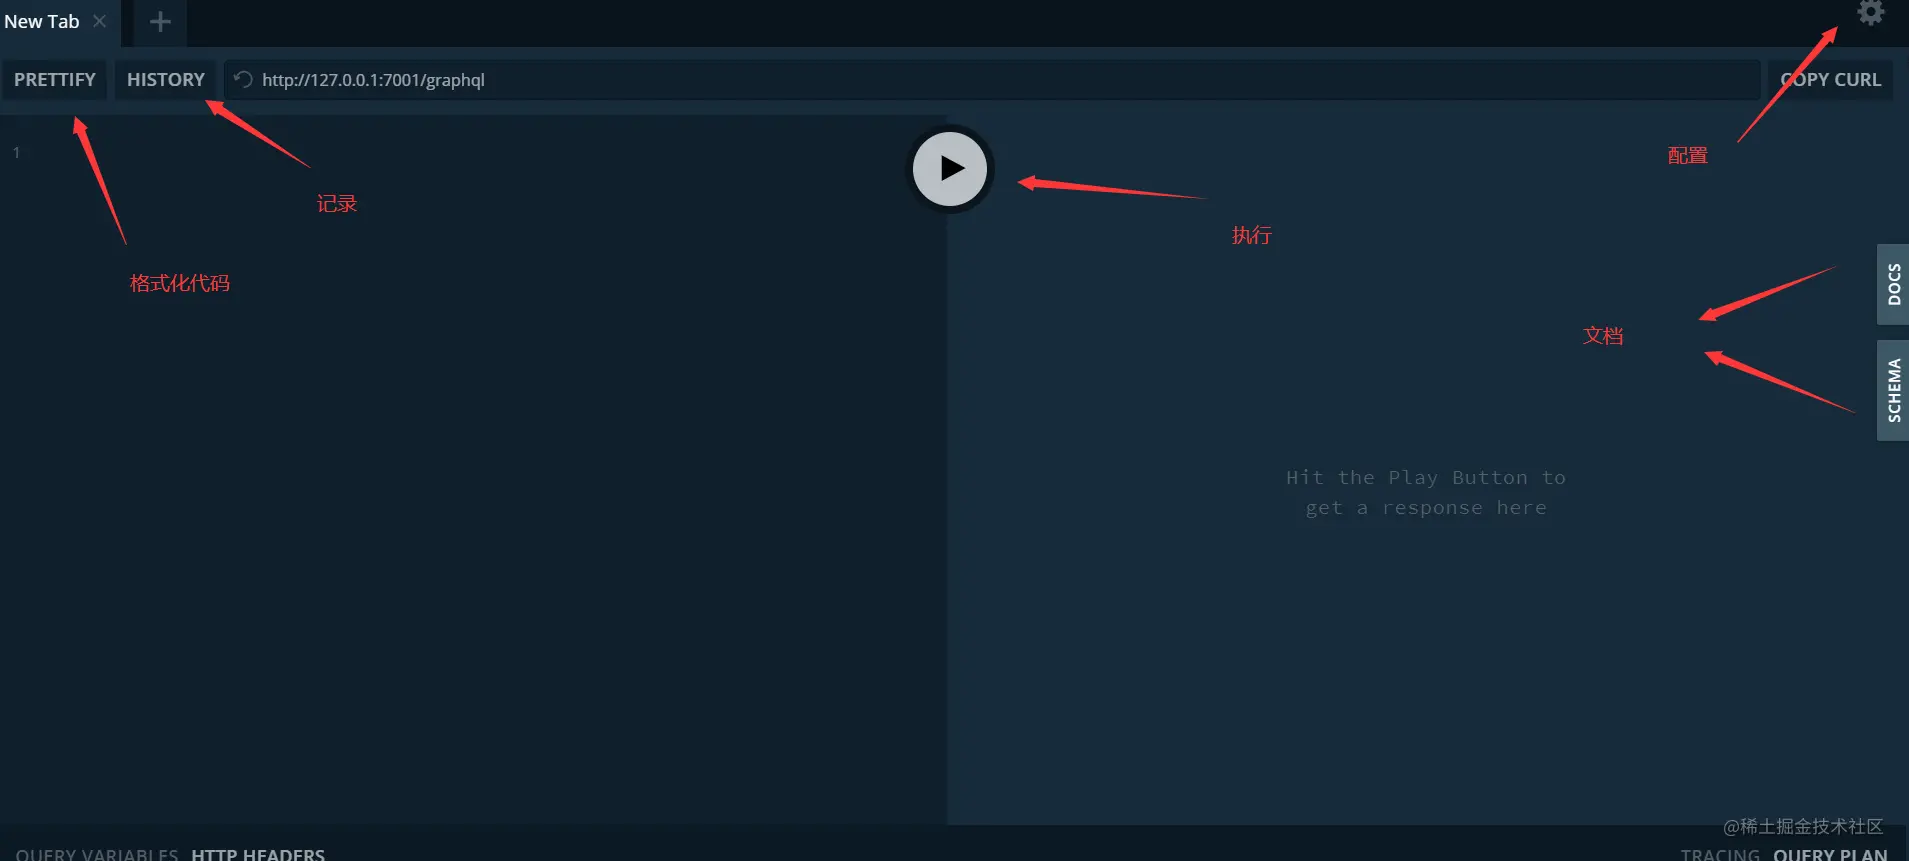 New Tab
PRETTIFY
HISTORY
http://127.0.0.1:7001/graphql
COPY CURL
1
配置
记录
执行
格式化代码
DOCS
文档
SCHEMA
Hit the Play Button to
get a response here
@稀土掘金技术社区
QUERY VARIABLES
HTTP HEADERS
TRACING
QUERY PLAN